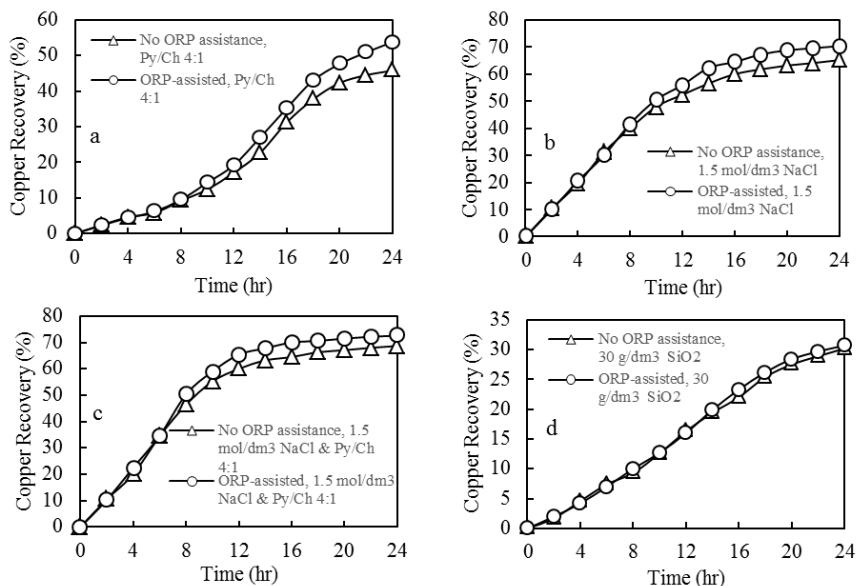 Copper Recovery (%)
60
50
40
30
20
10
0
No ORP assistance,
Py/Ch 4:1
ORP-assisted, Py/Ch
4:1
a
0 4 8 12 16 20 24
Time (hr)
Copper Recovery (%)
80
70
60
50
40
30
20
10
0
b
No ORP assistance,
1.5 mol/dm3 NaCl
ORP-assisted, 1.5
mol/dm3 NaCl
0 4 8 12 16 20 24
Time (hr)
Copper Recovery (%)
80
70
60
50
40
30
20
10
0
c
No ORP assistance, 1.5
mol/dm3 NaCl & Py/Ch
4:1
ORP-assisted, 1.5 mol/dm3
NaCl & Py/Ch 4:1
0 4 8 12 16 20 24
Time (hr)
Copper Recovery (%)
35
30
25
20
15
10
5
0
No ORP assistance,
30 g/dm3 SiO2
ORP-assisted, 30
g/dm3 SiO2
d
0 4 8 12 16 20 24
Time (hr)